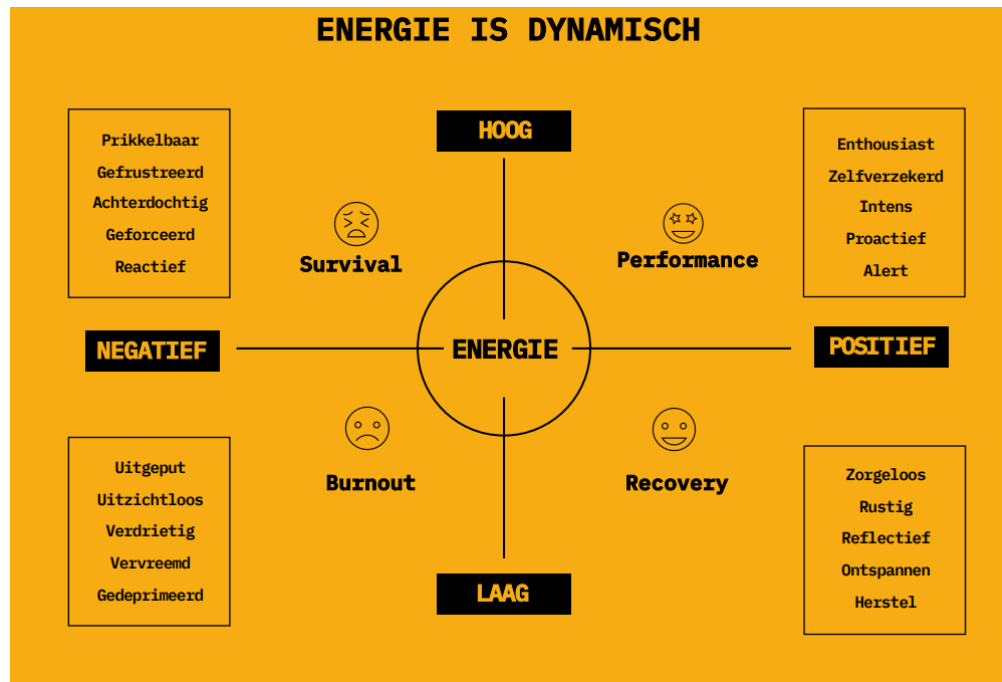 ENERGIE IS DYNAMISCH
HOOG
Prikkelbaar
Gefrustreerd
Achterdochtig
Geforceerd
Reactief
Survival
Performance
Enthousiast
Zelfverzekerd
Intens
Proactief
Alert
NEGATIEF
ENERGIE
POSITIEF
Uitgeput
Uitzichtloos
Verdrietig
Vervreemd
Gedeprimeerd
Burnout
Recovery
Zorgeloos
Rustig
Reflectief
Ontspannen
Herstel
LAAG